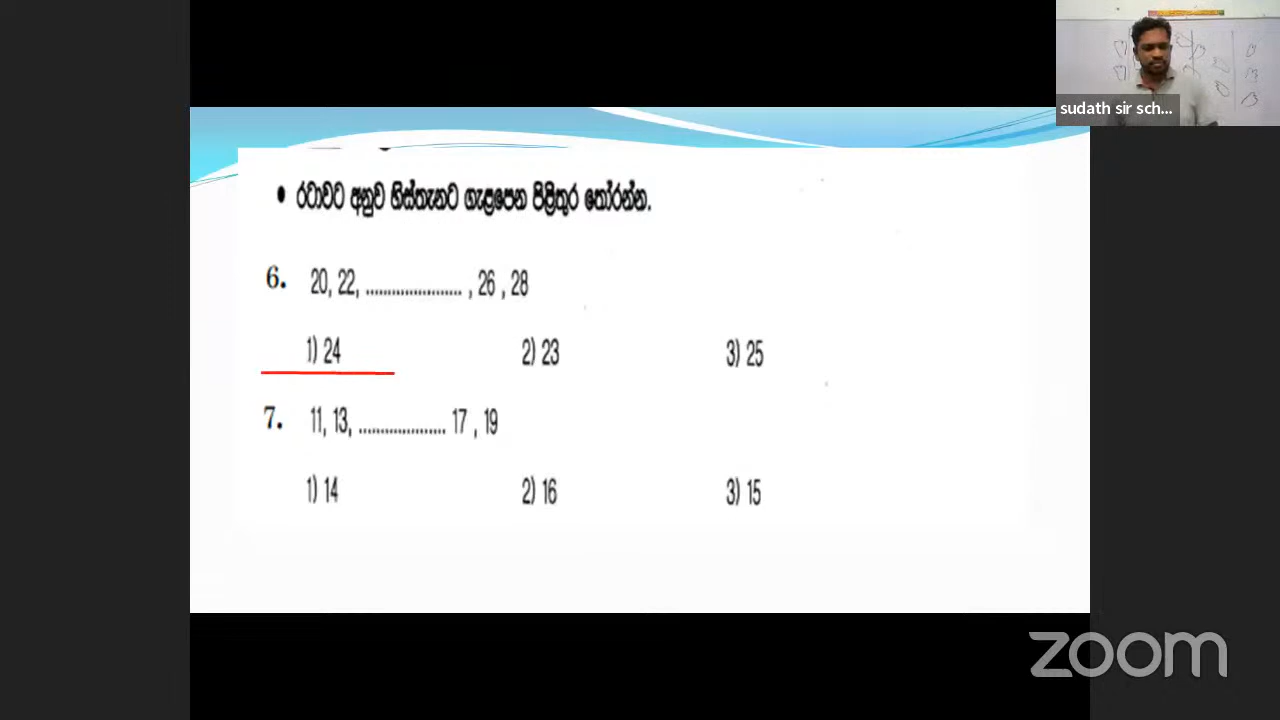 sudath sir sch...
• රටාවට අනුව හිස්තැනට ගැළපෙන පිළිතුර තෝරන්න.
6. 20, 22, ..................... , 26 , 28
1) 24 2) 23 3) 25
7. 11, 13, .................... 17 , 19
1) 14 2) 16 3) 15
zoom